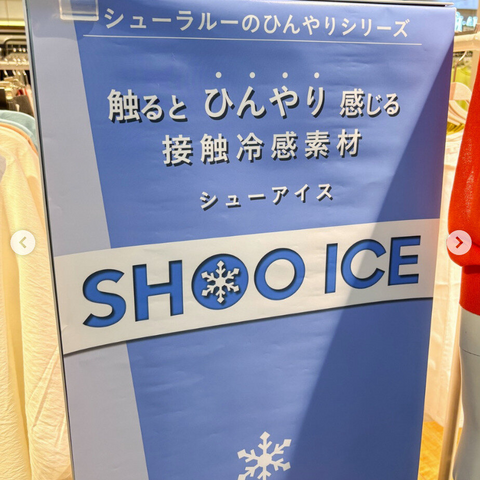 シューラルーのひんやりシリーズ
触ると ひんやり 感じる
接触冷感素材
シューアイス
SHOO ICE